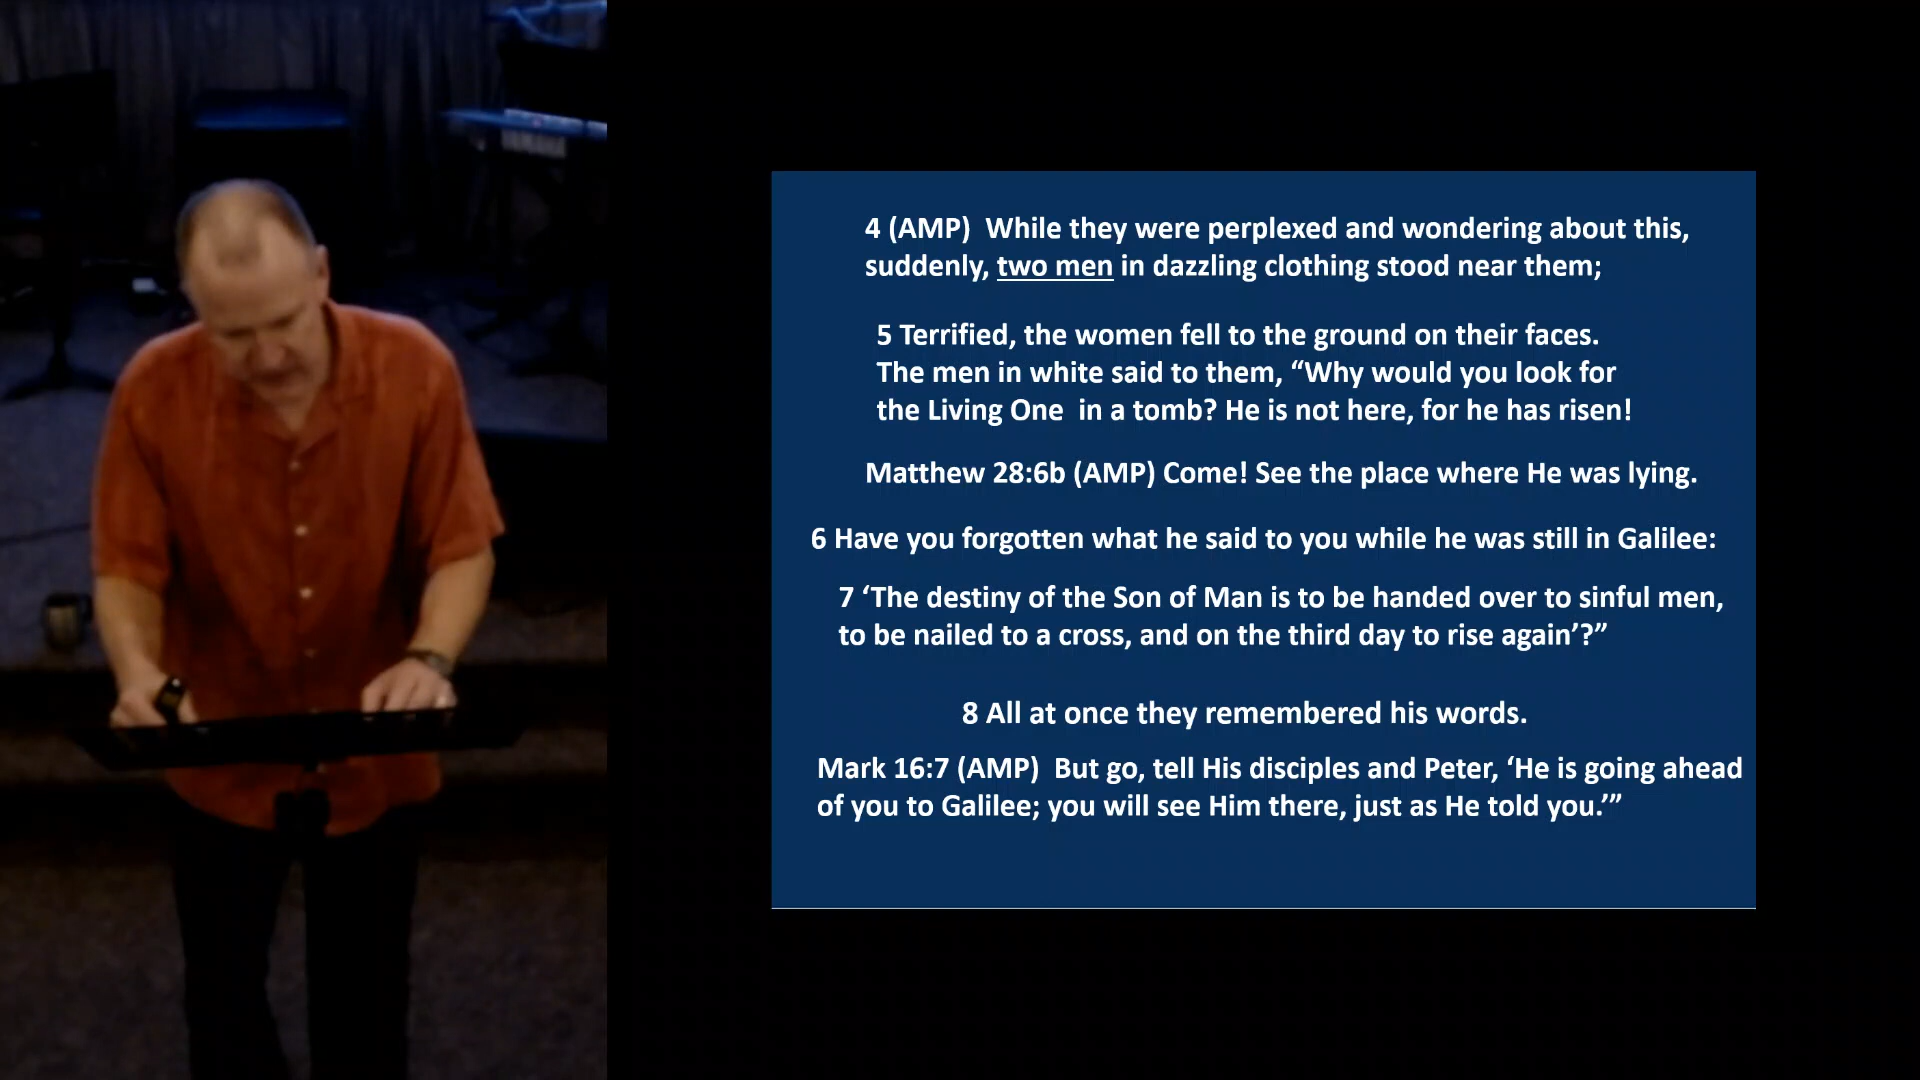 4 (AMP)  While they were perplexed and wondering about this,
suddenly, two men in dazzling clothing stood near them;
5 Terrified, the women fell to the ground on their faces.
The men in white said to them, “Why would you look for
the Living One  in a tomb? He is not here, for he has risen!
Matthew 28:6b (AMP) Come! See the place where He was lying.
6 Have you forgotten what he said to you while he was still in Galilee:
7 ‘The destiny of the Son of Man is to be handed over to sinful men,
to be nailed to a cross, and on the third day to rise again’?”
8 All at once they remembered his words.
Mark 16:7 (AMP)  But go, tell His disciples and Peter, ‘He is going ahead
of you to Galilee; you will see Him there, just as He told you.’”